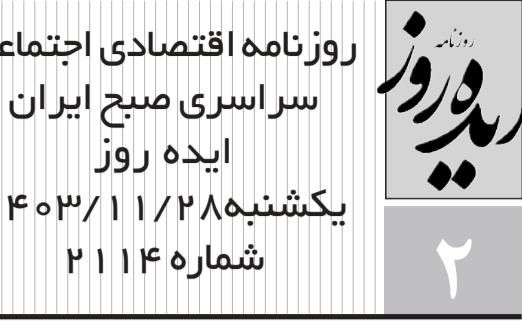 روزنامه
ایده روز
۲
روزنامه اقتصادی اجتماع
سراسری صبح ایران
ایده روز
یکشنبه۴۰۳/۱۱/۲۸
شماره ۲۱۱۴